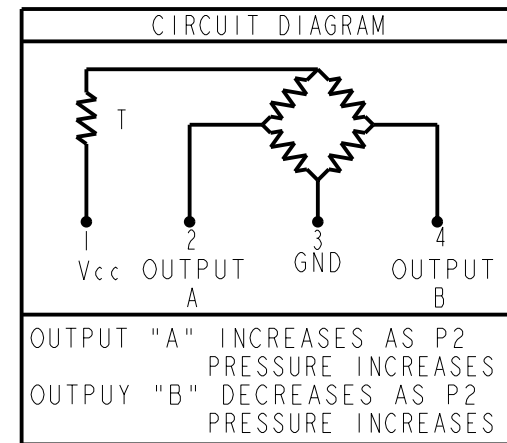 CIRCUIT DIAGRAM
T
1 2 3 4
Vcc OUTPUT A GND OUTPUT B
OUTPUT "A" INCREASES AS P2
PRESSURE INCREASES
OUTPUY "B" DECREASES AS P2
PRESSURE INCREASES